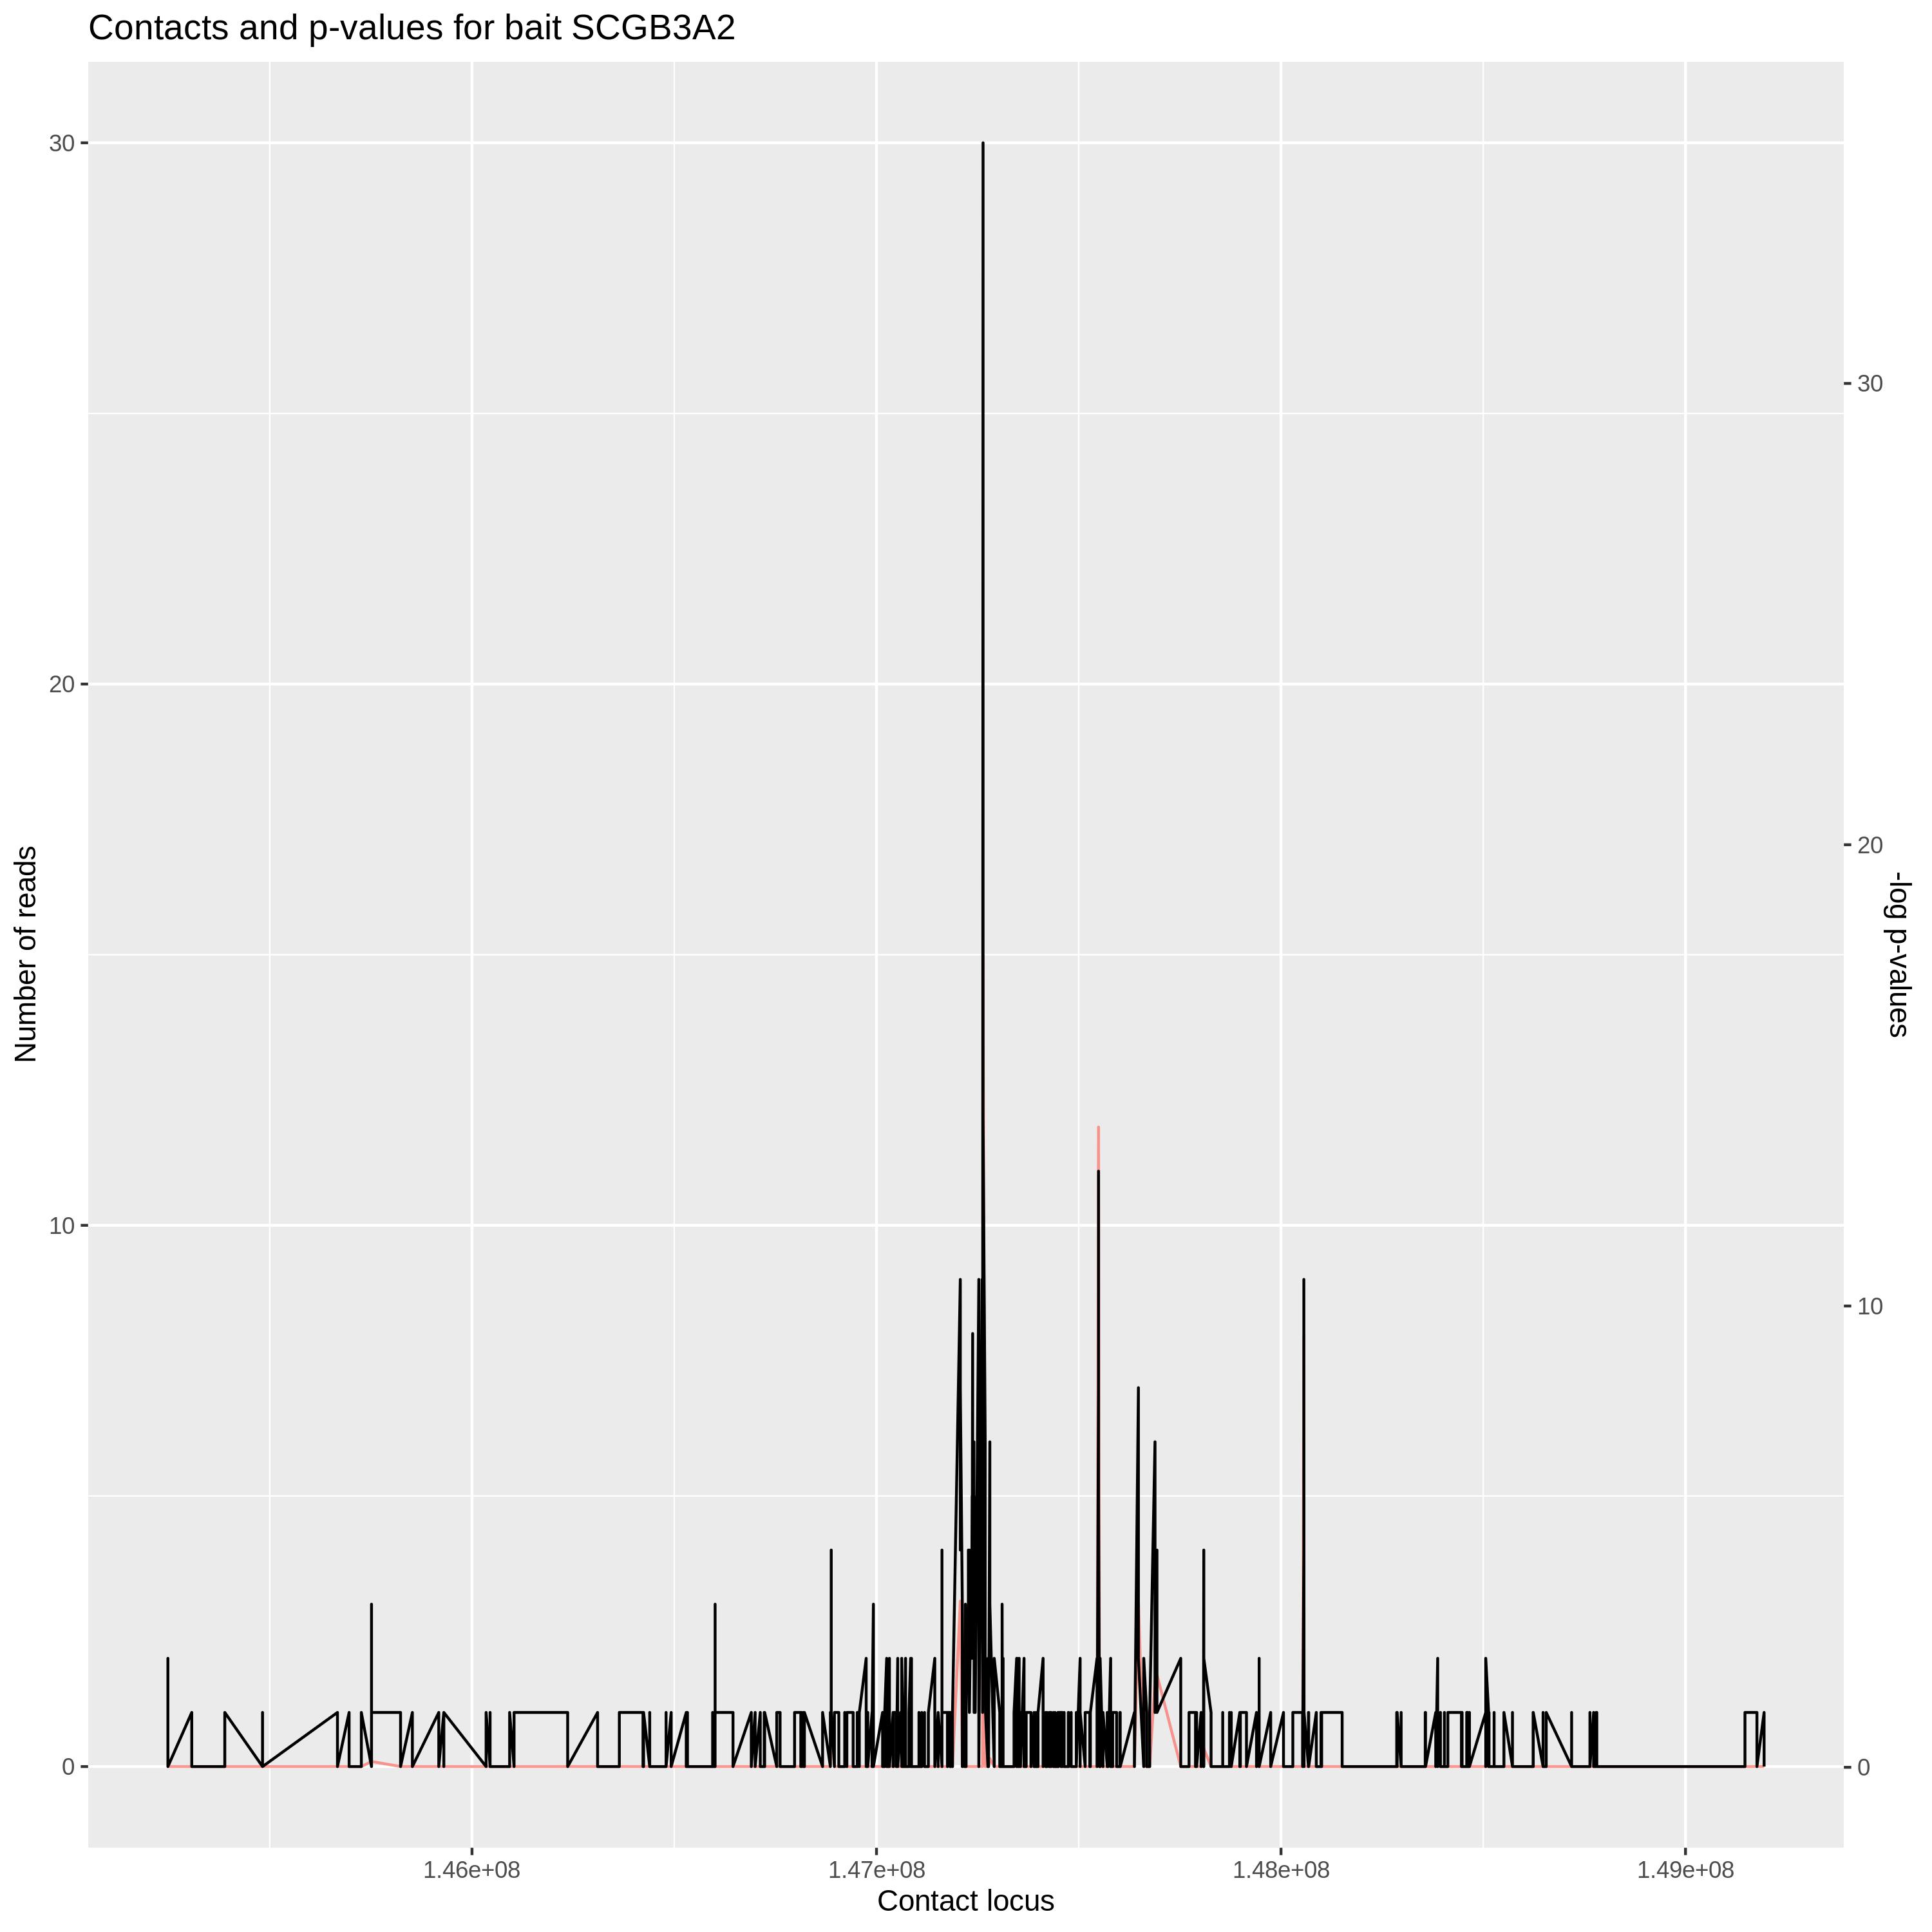 Contacts and p-values for bait SCGB3A2
30
20
10
0
Number of reads
30
20
10
0
-log p-values
1.46e+08 1.47e+08 1.48e+08 1.49e+08
Contact locus